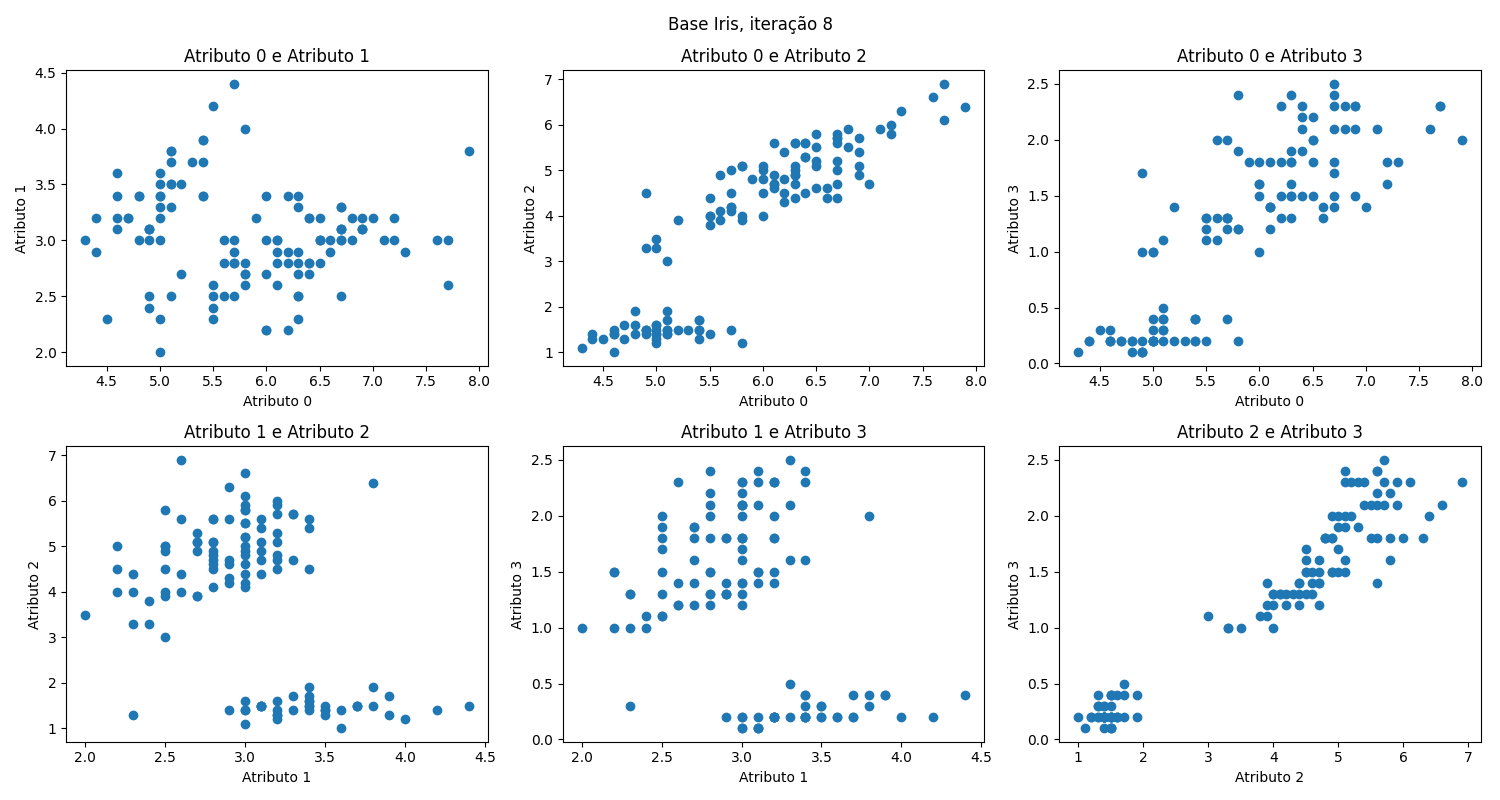 Base Iris, iteração 8
Atributo 0 e Atributo 1
Atributo 1
4.5
4.0
3.5
3.0
2.5
2.0
4.5 5.0 5.5 6.0 6.5 7.0 7.5 8.0
Atributo 0
Atributo 0 e Atributo 2
Atributo 2
7
6
5
4
3
2
1
4.5 5.0 5.5 6.0 6.5 7.0 7.5 8.0
Atributo 0
Atributo 0 e Atributo 3
Atributo 3
2.5
2.0
1.5
1.0
0.5
0.0
4.5 5.0 5.5 6.0 6.5 7.0 7.5 8.0
Atributo 0
Atributo 1 e Atributo 2
Atributo 2
7
6
5
4
3
2
1
2.0 2.5 3.0 3.5 4.0 4.5
Atributo 1
Atributo 1 e Atributo 3
Atributo 3
2.5
2.0
1.5
1.0
0.5
0.0
2.0 2.5 3.0 3.5 4.0 4.5
Atributo 1
Atributo 2 e Atributo 3
Atributo 3
2.5
2.0
1.5
1.0
0.5
0.0
1 2 3 4 5 6 7
Atributo 2